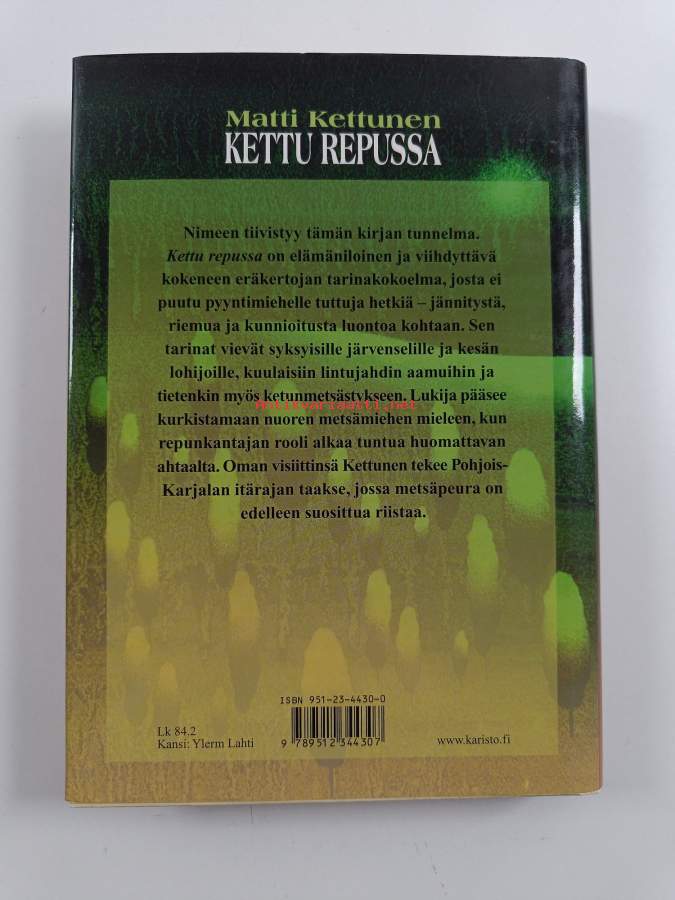 Matti Kettunen
KETTU REPUSSA
Nimeen tiivistyy tämän kirjan tunnelma.
Kettu repussa on elämäniloinen ja viihdyttävä
kokeneen eräkertojan tarinakokoelma, josta ei
puutu pyyntimiehelle tuttuja hetkiä – jännitystä,
riemua ja kunnioitusta luontoa kohtaan. Sen
tarinat vievät syksyisille järvenselille ja kesän
lohijoille, kuulaisiin lintujahdin aamuihin ja
tietenkin myös ketunmetsästykseen. Lukija pääsee
Antikvariaatti.net
kurkistamaan nuoren metsämiehen mieleen, kun
repunkantajan rooli alkaa tuntua huomattavan
ahtaalta. Oman visiittinsä Kettunen tekee Pohjois-
Karjalan itärajan taakse, jossa metsäpeura on
edelleen suosittua riistaa.
ISBN 951-23-4430-0
Lk 84.2
Kansi: Ylerm Lahti
9 789512 344307
www.karisto.fi